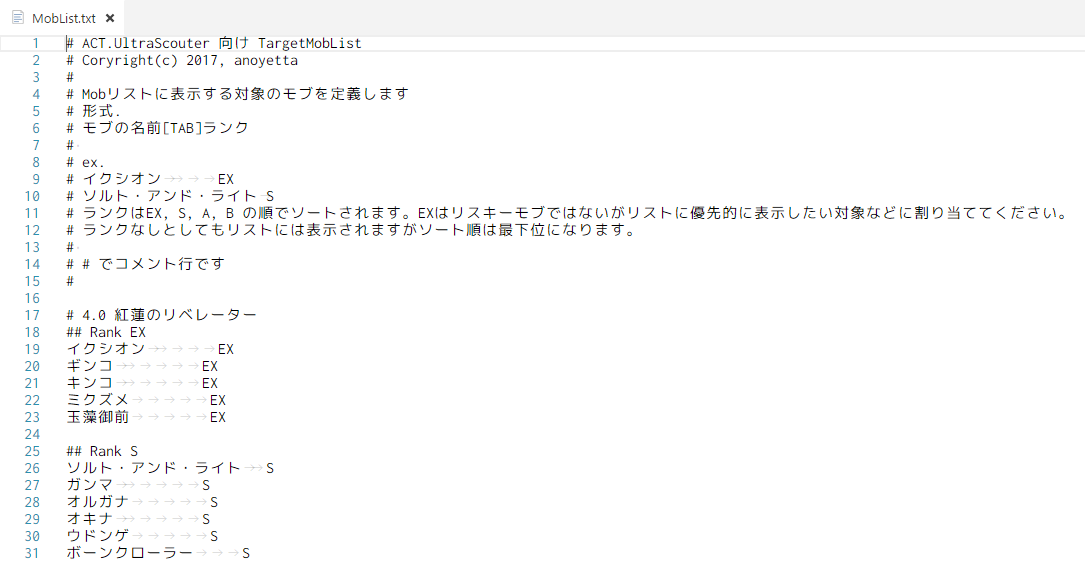 MobList.txt ×
1 # ACT.UltraScouter 向け TargetMobList
2 # Coryright(c) 2017, anoyetta
3 #
4 # Mobリストに表示する対象のモブを定義します
5 # 形式.
6 # モブの名前[TAB]ランク
7 #
8 # ex.
9 # イクシオン→→→→EX
10 # ソルト・アンド・ライト→S
11 # ランクはEX, S, A, B の順でソートされます。EXはリスキーモブではないがリストに優先的に表示したい対象などに割り当ててください。
12 # ランクなしとしてもリストには表示されますがソート順は最下位になります。
13 #
14 # # でコメント行です
15 #
16
17 # 4.0 紅蓮のリベレーター
18 ## Rank EX
19 イクシオン→→→→→EX
20 ギンコ→→→→→→EX
21 キンコ→→→→→→EX
22 ミクズメ→→→→→EX
23 玉藻御前→→→→→EX
24
25 ## Rank S
26 ソルト・アンド・ライト→→S
27 ガンマ→→→→→→S
28 オルガナ→→→→→S
29 オキナ→→→→→→S
30 ウドンゲ→→→→→S
31 ボーンクローラー→→→S